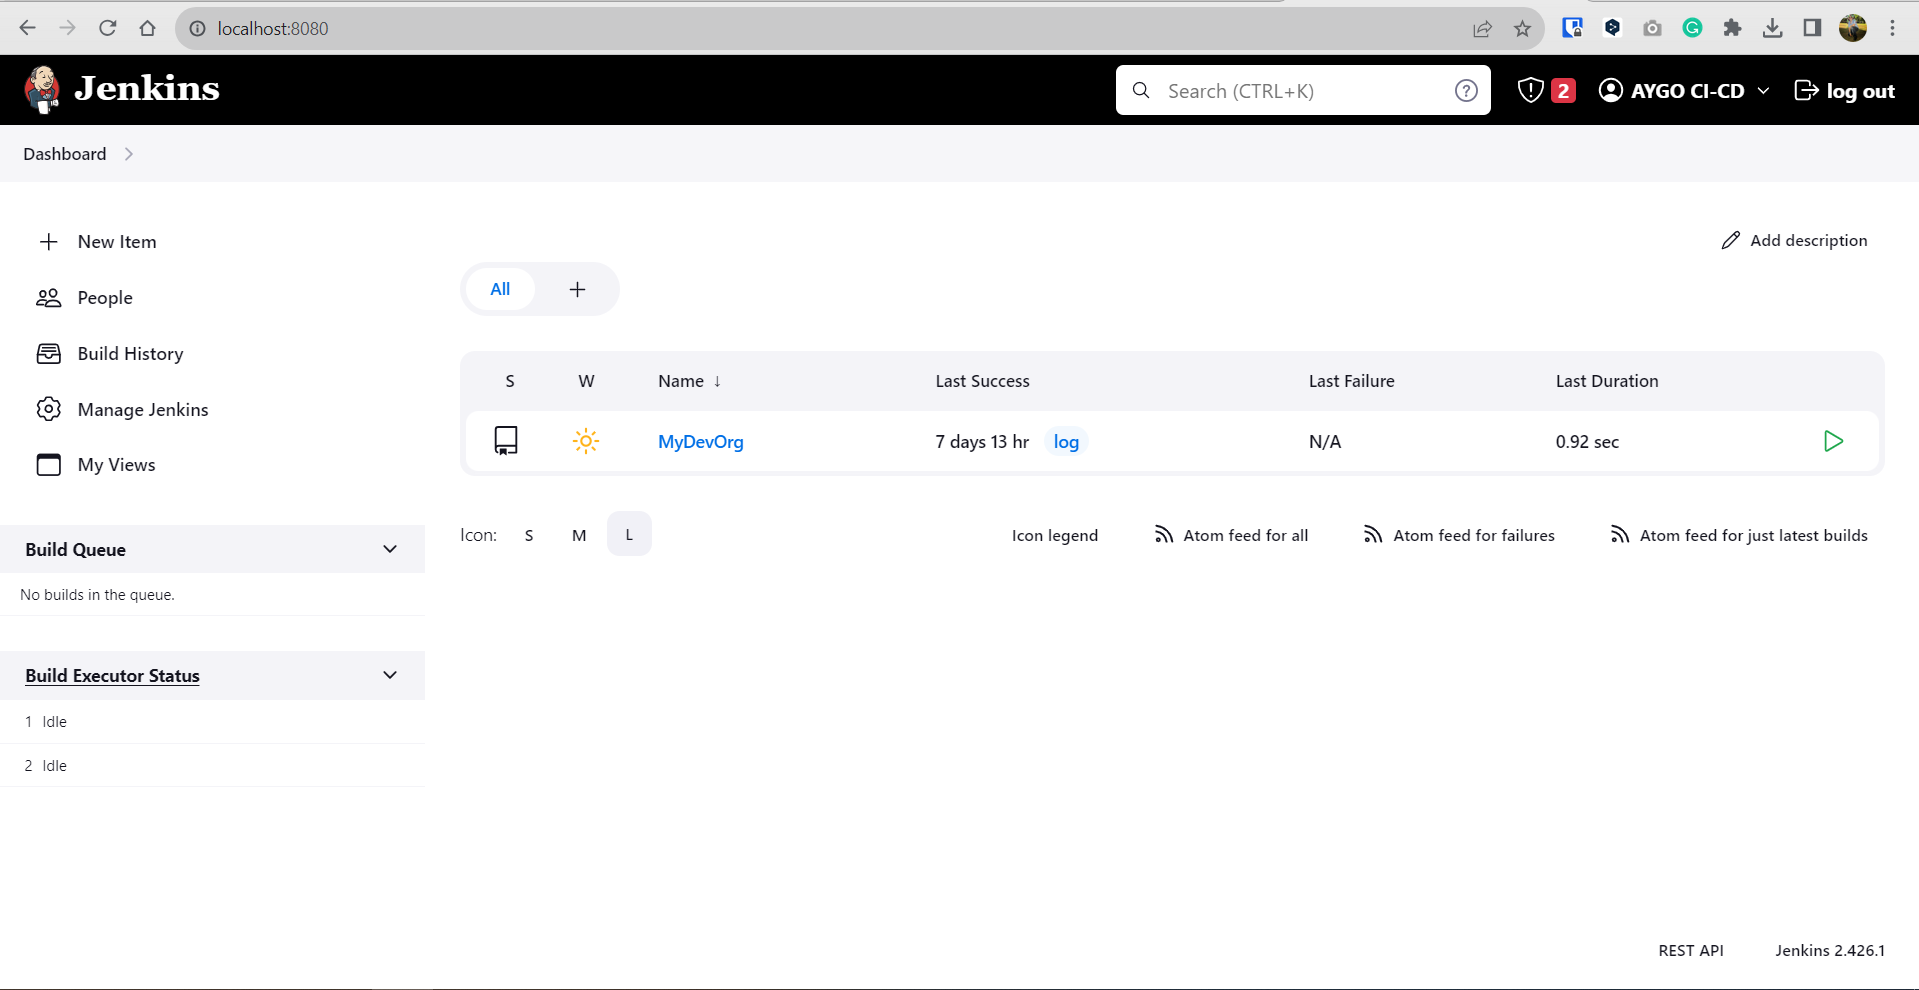 localhost:8080
Jenkins
Search (CTRL+K)
2
AYGO CI-CD
log out
Dashboard
New Item
People
Build History
Manage Jenkins
My Views
Build Queue
No builds in the queue.
Build Executor Status
1 Idle
2 Idle
Add description
All +
S W Name ↓ Last Success Last Failure Last Duration
MyDevOrg 7 days 13 hr log N/A 0.92 sec
Icon: S M L
Icon legend Atom feed for all Atom feed for failures Atom feed for just latest builds
REST API Jenkins 2.426.1